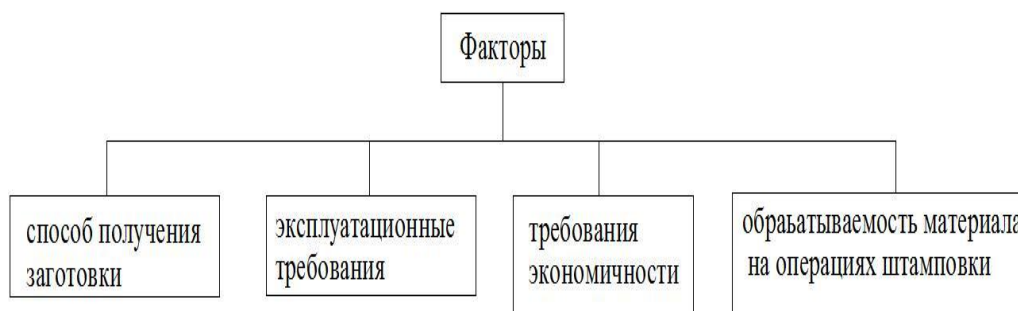 Факторы
способ получения
заготовки
эксплуатационные
требования
требования
экономичности
обраьатываемость материала
на операциях штамповки